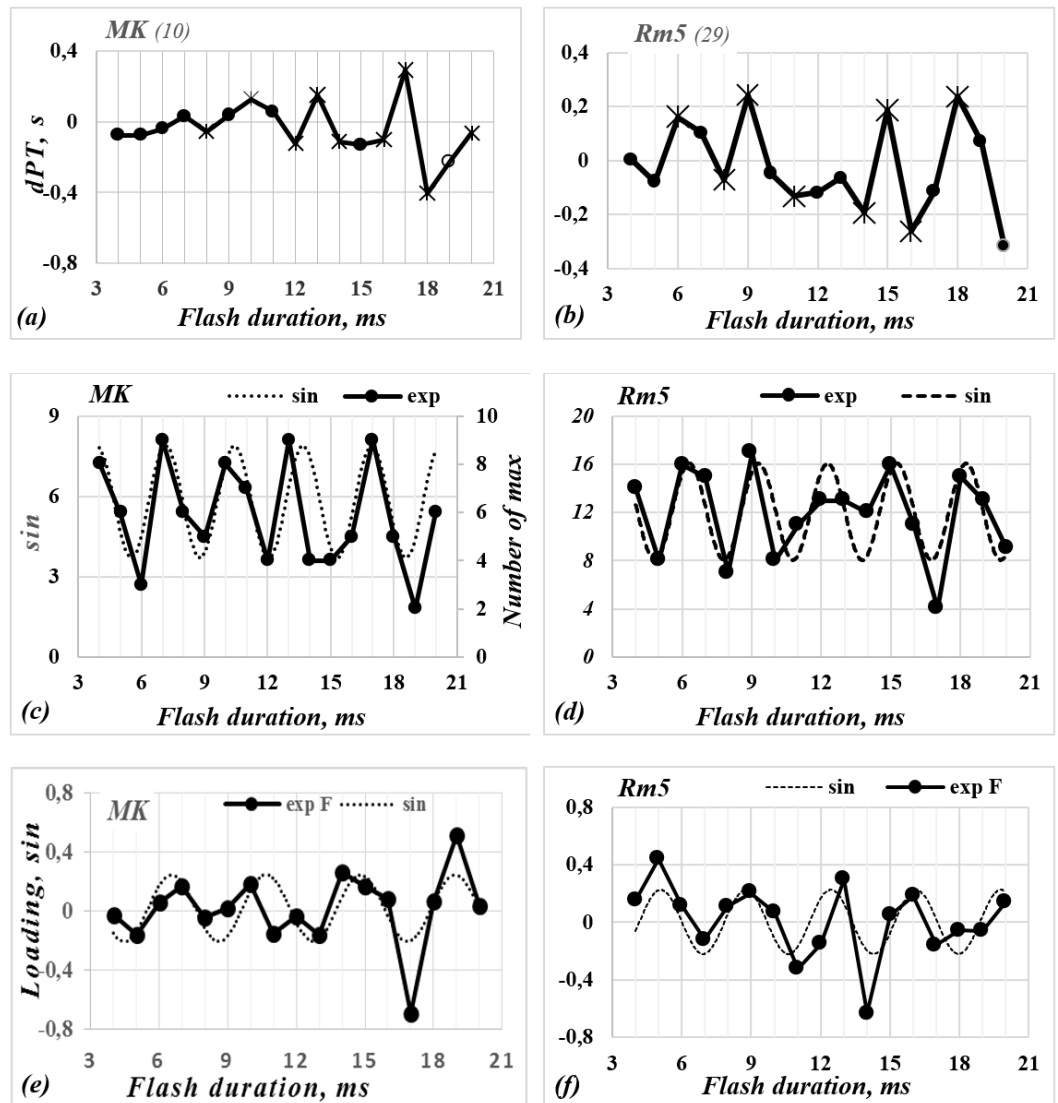 MK (10)
0,4
0
-0,4
-0,8
dPT, s
3 6 9 12 15 18 21
(a) Flash duration, ms
Rm5 (29)
0,4
0,2
0
-0,2
-0,4
3 6 9 12 15 18 21
(b) Flash duration, ms
MK sin exp
9
6
3
0
sin
10
8
6
4
2
0
Number of max
3 6 9 12 15 18 21
(c) Flash duration, ms
Rm5 exp sin
20
16
12
8
4
0
3 6 9 12 15 18 21
(d) Flash duration, ms
MK exp F sin
0,8
0,4
0
-0,4
-0,8
Loading, sin
3 6 9 12 15 18 21
(e) Flash duration, ms
Rm5 sin exp F
0,8
0,4
0
-0,4
-0,8
3 6 9 12 15 18 21
(f) Flash duration, ms